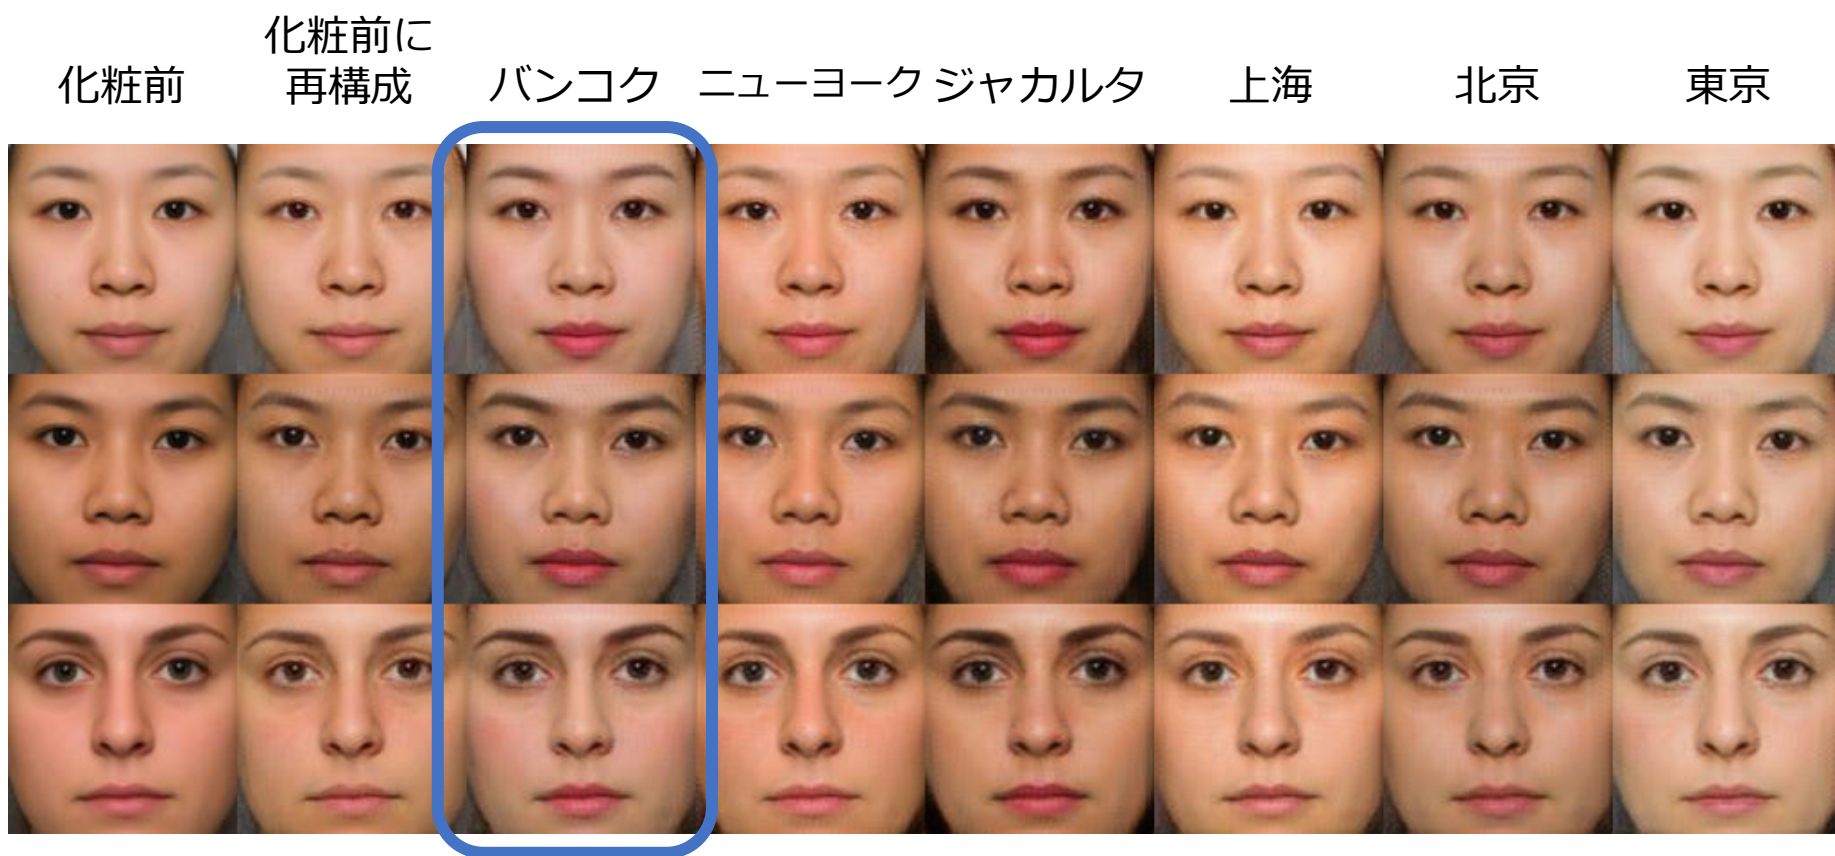 化粧前
化粧前に
再構成
バンコク
ニューヨーク
ジャカルタ
上海
北京
東京